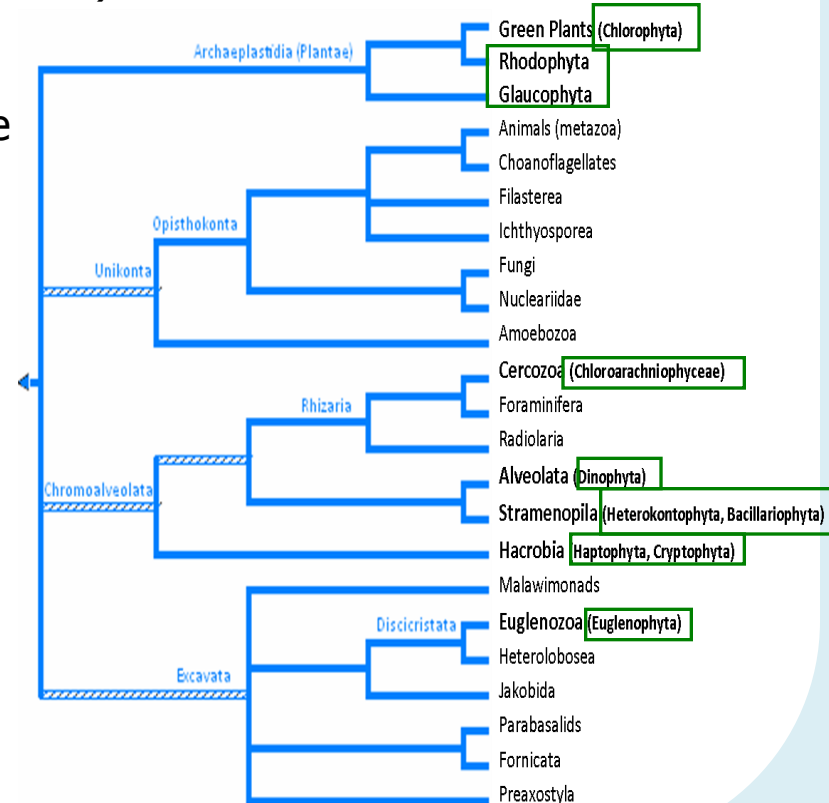 Green Plants (Chlorophyta)
Archaeplastidia (Plantae)
Rhodophyta
Glaucophyta
e
Animals (metazoa)
Choanoflagellates
Filasterea
Opisthokonta
Ichthyosporea
Unikonta
Fungi
Nucleariidae
Amoebozoa
Cercozoa (Chloroarachniophyceae)
Rhizaria
Foraminifera
Radiolaria
Alveolata (Dinophyta)
Chromoalveolata
Stramenopila (Heterokontophyta, Bacillariophyta)
Hacrobia (Haptophyta, Cryptophyta)
Malawimonads
Discicristata
Euglenozoa (Euglenophyta)
Heterolobosea
Excavata
Jakobida
Parabasalids
Fornicata
Preaxostyla